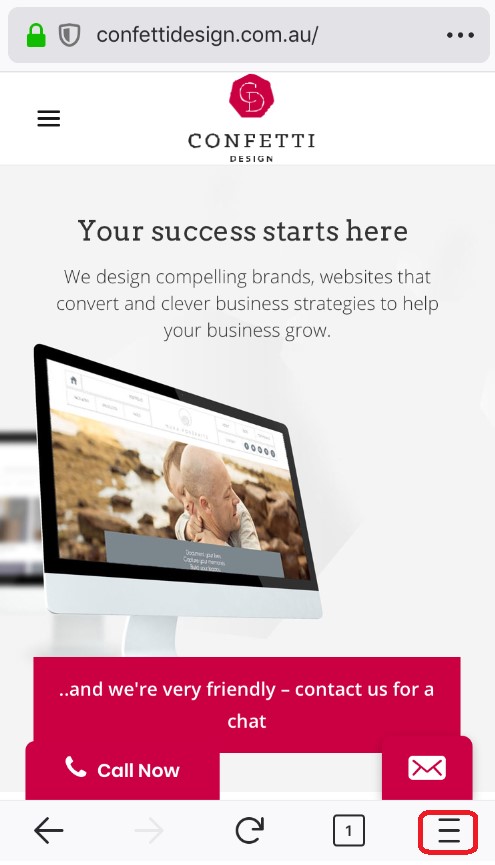 confettidesign.com.au/
CONFETTI
DESIGN
Your success starts here
We design compelling brands, websites that
convert and clever business strategies to help
your business grow.
..and we're very friendly – contact us for a
chat
Call Now
1